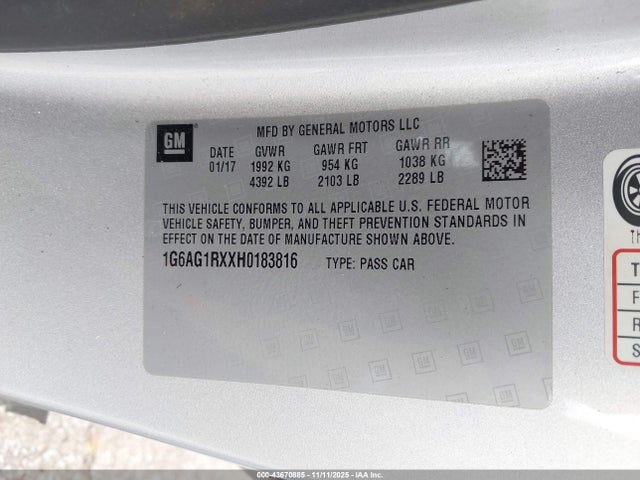 GM
MFD BY GENERAL MOTORS LLC
DATE GVWR GAWR FRT GAWR RR
01/17 1992 KG 954 KG 1038 KG
4392 LB 2103 LB 2289 LB
THIS VEHICLE CONFORMS TO ALL APPLICABLE U.S. FEDERAL MOTOR
VEHICLE SAFETY, BUMPER, AND THEFT PREVENTION STANDARDS IN
EFFECT ON THE DATE OF MANUFACTURE SHOWN ABOVE.
1G6AG1RXXH0183816 TYPE: PASS CAR
000-43670885 - 11/11/2025 - COPART